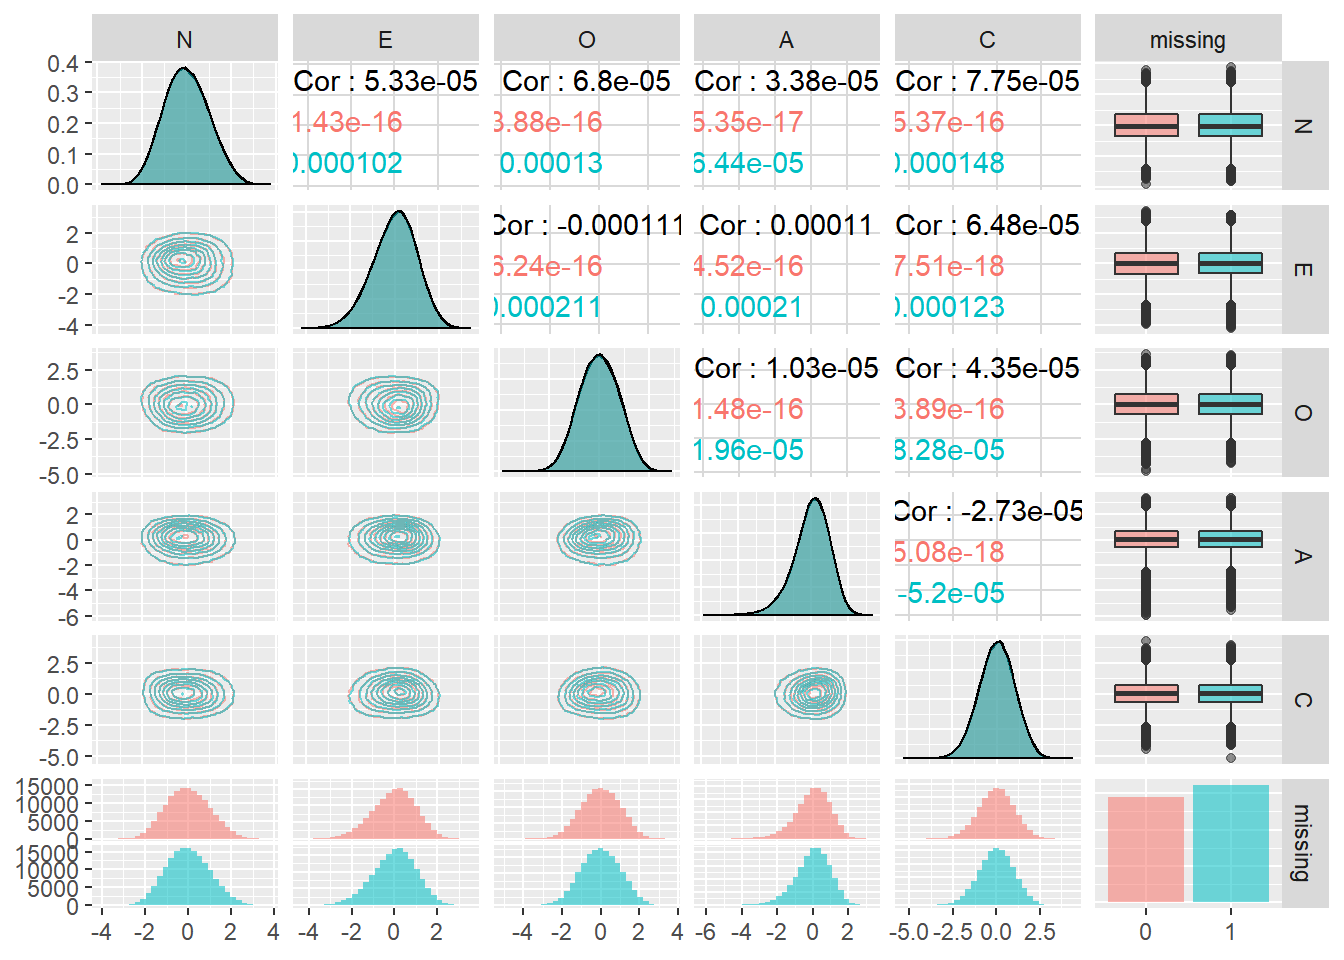 N E O A C missing
0.4
0.3
0.2
0.1
0.0
Cor : 5.33e-05
1.43e-16
0.000102
Cor : 6.8e-05
3.88e-16
0.00013
Cor : 3.38e-05
5.35e-17
6.44e-05
Cor : 7.75e-05
5.37e-16
0.000148
N
2
0
-2
-4
Cor : -0.000111
6.24e-16
0.000211
Cor : 0.00011
4.52e-16
0.00021
Cor : 6.48e-05
7.51e-18
0.000123
E
2.5
0.0
-2.5
-5.0
Cor : 1.03e-05
1.48e-16
1.96e-05
Cor : 4.35e-05
3.89e-16
8.28e-05
O
2
0
-2
-4
-6
Cor : -2.73e-05
5.08e-18
-5.2e-05
A
2.5
0.0
-2.5
-5.0
C
15000
10000
5000
0
15000
10000
5000
0
missing
-4 -2 0 2 4
-4 -2 0 2
-4 -2 0 2 4
-6 -4 -2 0 2
-5.0 -2.5 0.0 2.5
0 1